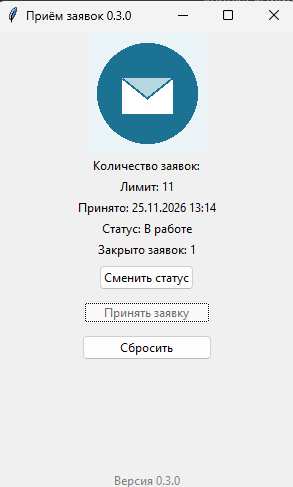 Приём заявок 0.3.0
Количество заявок:
Лимит: 11
Принято: 25.11.2026 13:14
Статус: В работе
Закрыто заявок: 1
Сменить статус
Принять заявку
Сбросить
Версия 0.3.0